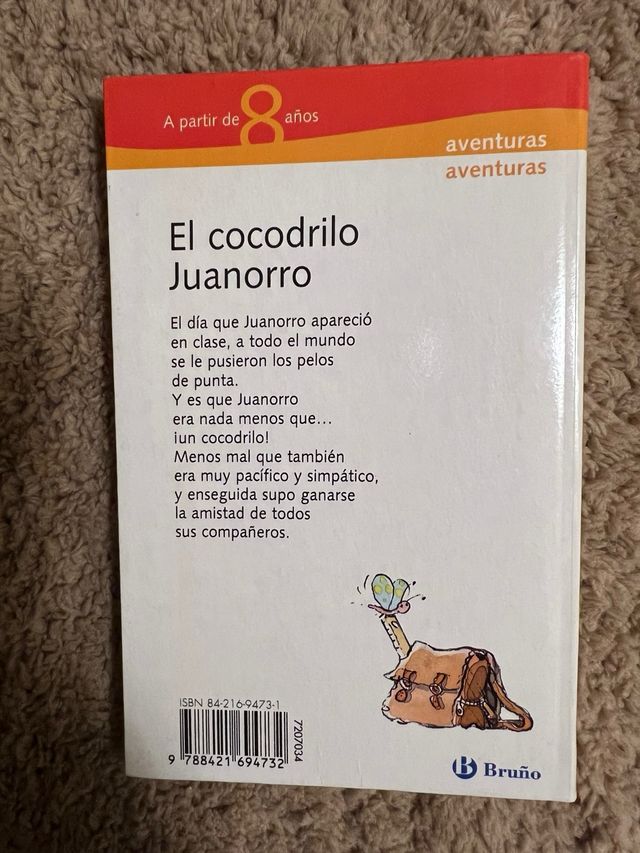 A partir de 8 años
aventuras
aventuras
El cocodrilo
Juanorro
El día que Juanorro apareció
en clase, a todo el mundo
se le pusieron los pelos
de punta.
Y es que Juanorro
era nada menos que...
¡un cocodrilo!
Menos mal que también
era muy pacífico y simpático,
y enseguida supo ganarse
la amistad de todos
sus compañeros.
ISBN 84-216-9473-1
7207034
9 788421 694732
B Bruño